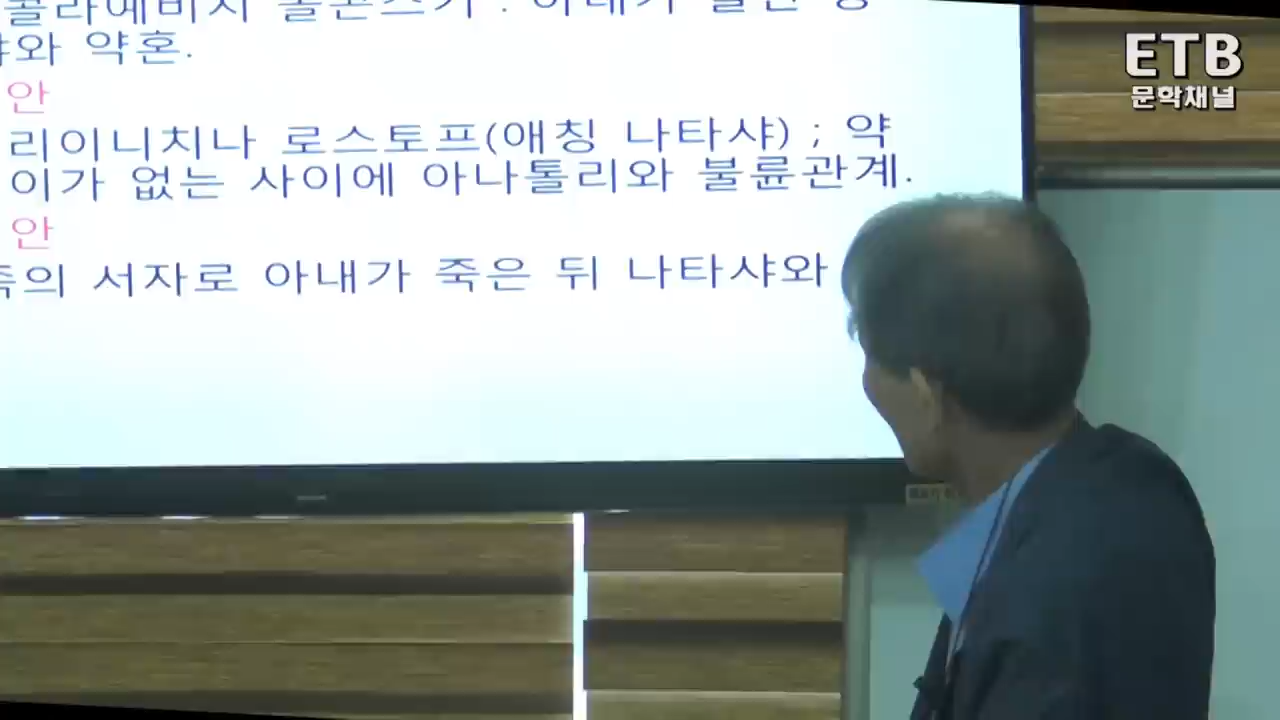 와 약혼.
안
리이니치나 로스토프(애칭 나타샤) ; 약
이가 없는 사이에 아나톨리와 불륜관계.
안
의 서자로 아내가 죽은 뒤 나타샤와
ETB
문학채널